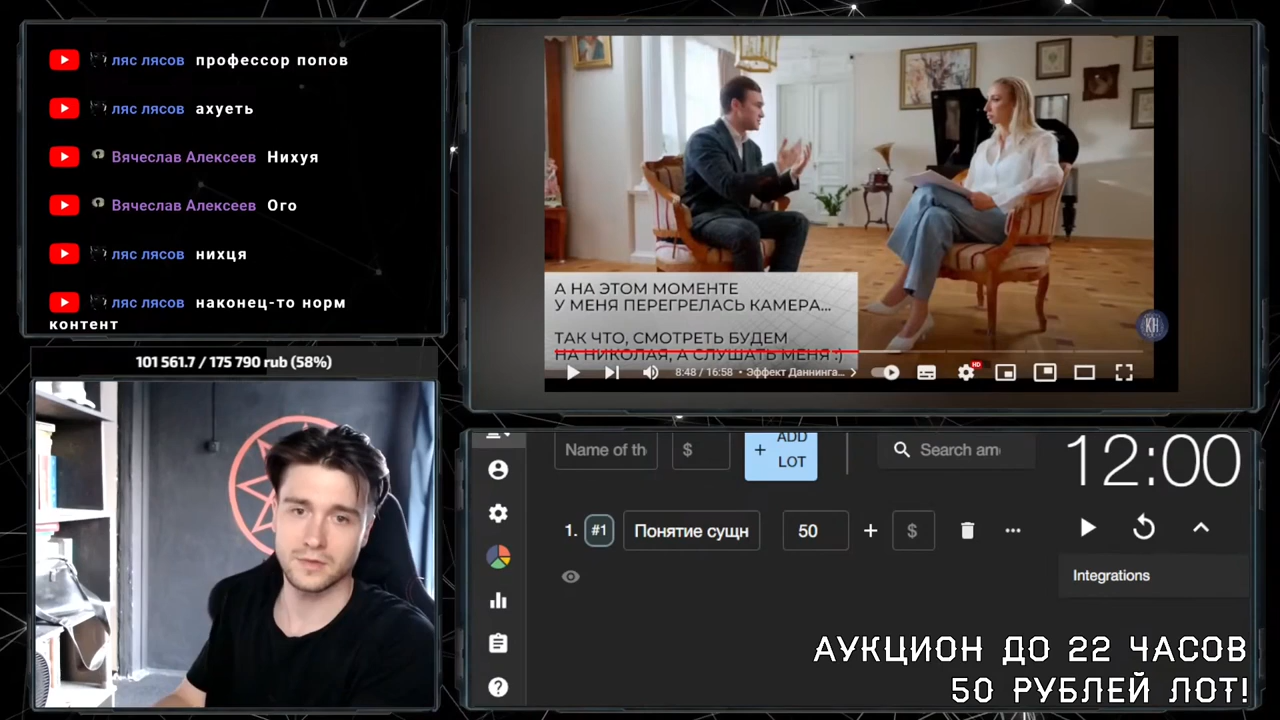 ляс лясов профессор попов
ляс лясов ахуеть
Вячеслав Алексеев Нихуя
Вячеслав Алексеев Ого
ляс лясов нихця
ляс лясов наконец-то норм
контент
101 561.7 / 175 790 rub (58%)
А НА ЭТОМ МОМЕНТЕ
У МЕНЯ ПЕРЕГРЕЛАСЬ КАМЕРА...
ТАК ЧТО, СМОТРЕТЬ БУДЕМ
НА НИКОЛАЯ, А СЛУШАТЬ МЕНЯ :)
КН
8:48 / 16:58 • Эффект Даннинга...
HD
Name of th
$
+ ADD
LOT
Search am
12:00
1. #1 Понятие сущн 50 + $
Integrations
АУКЦИОН ДО 22 ЧАСОВ
50 РУБЛЕЙ ЛОТ!